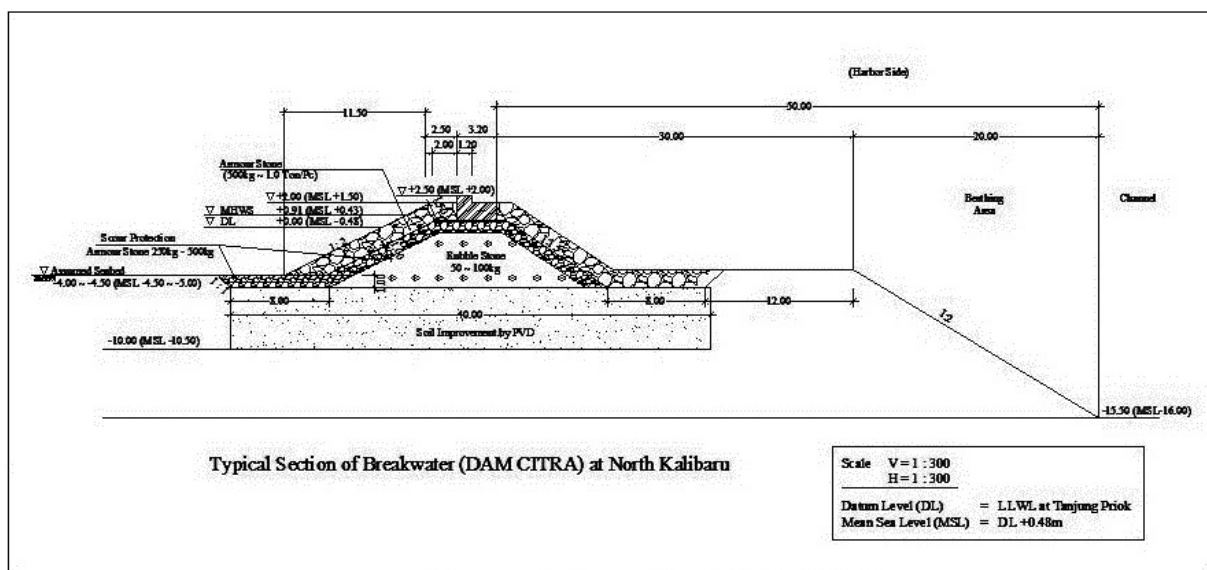 (Harbor Side)
50.00
11.50
2.50
3.20
30.00
20.00
2.00
1.20
Armour Stone
(500kg ~ 1.0 Ton/Pc)
+2.50 (MSL +2.00)
+2.00 (MSL +1.50)
MHWS +0.91 (MSL +0.43)
DL +0.00 (MSL -0.48)
Berthing
Area
Channel
Scour Protection
Armour Stone 250kg ~ 500kg
1:2
Rubble Stone
50 ~ 100kg
Assumed Seabed
-4.00 ~ -4.50 (MSL -4.50 ~ -5.00)
8.00
8.00
12.00
40.00
1:2
Soil Improvement by PVD
-10.00 (MSL -10.50)
-15.50 (MSL-16.00)
Typical Section of Breakwater (DAM CITRA) at North Kalibaru
Scale V = 1 : 300
H = 1 : 300
Datum Level (DL) = LLWL at Tanjung Priok
Mean Sea Level (MSL) = DL +0.48m